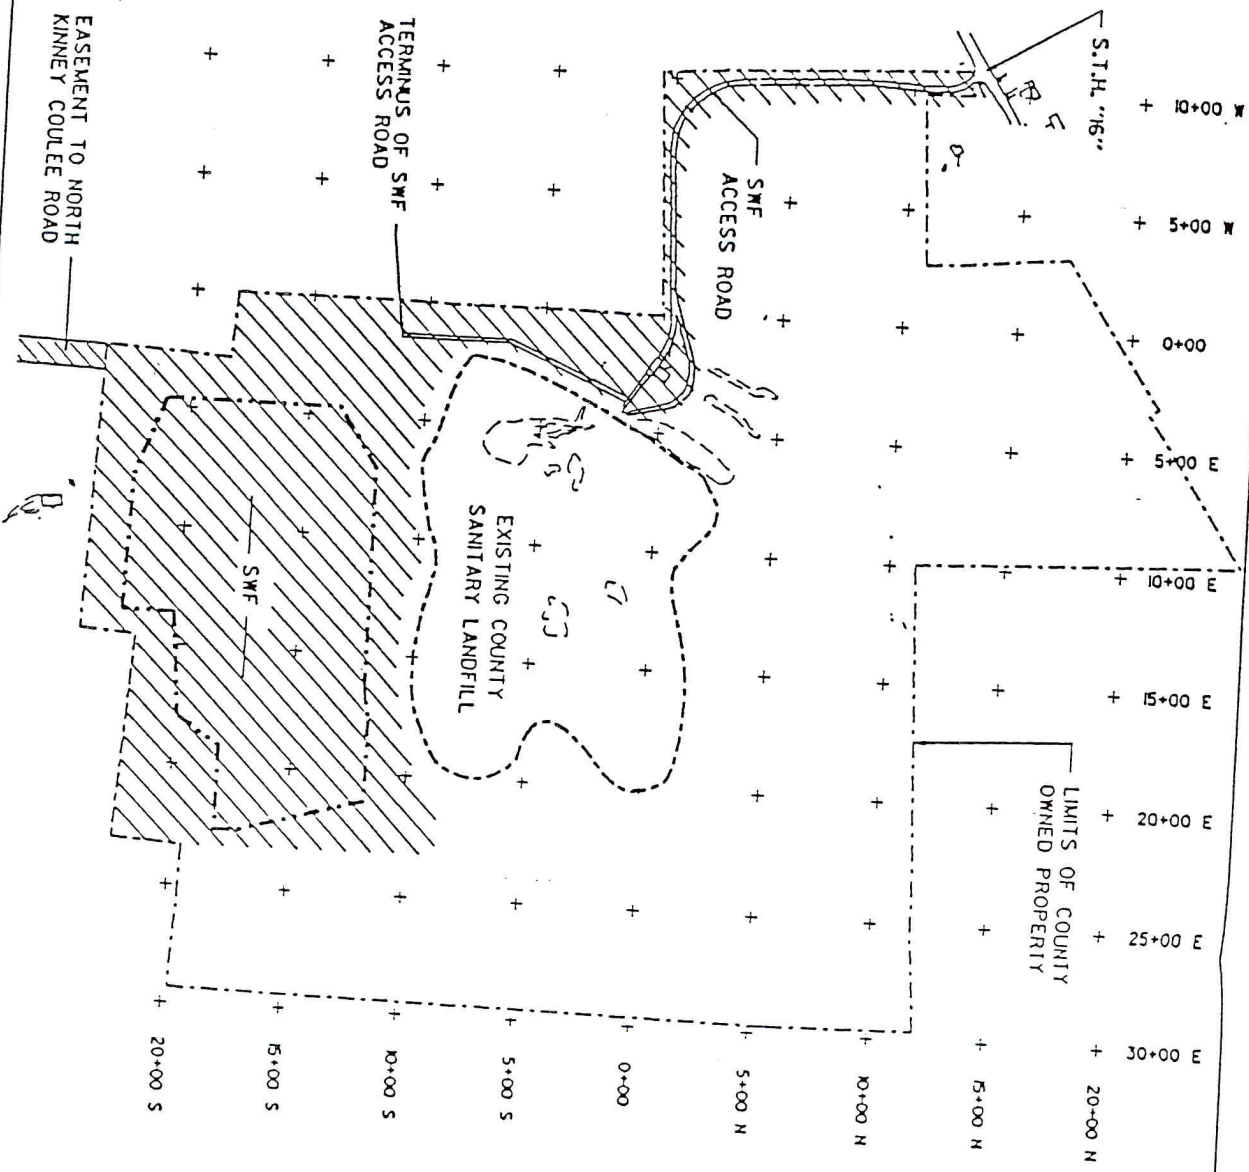 S.T.H. "16"
10+00 W
5+00 W
0+00
5+00 E
10+00 E
15+00 E
20+00 E
25+00 E
30+00 E
20+00 N
15+00 N
10+00 N
5+00 N
0+00
5+00 S
10+00 S
15+00 S
20+00 S
SWF
ACCESS ROAD
TERMINUS OF SWF
ACCESS ROAD
EASEMENT TO NORTH
KINNEY COULEE ROAD
EXISTING COUNTY
SANITARY LANDFILL
SWF
LIMITS OF COUNTY
OWNED PROPERTY